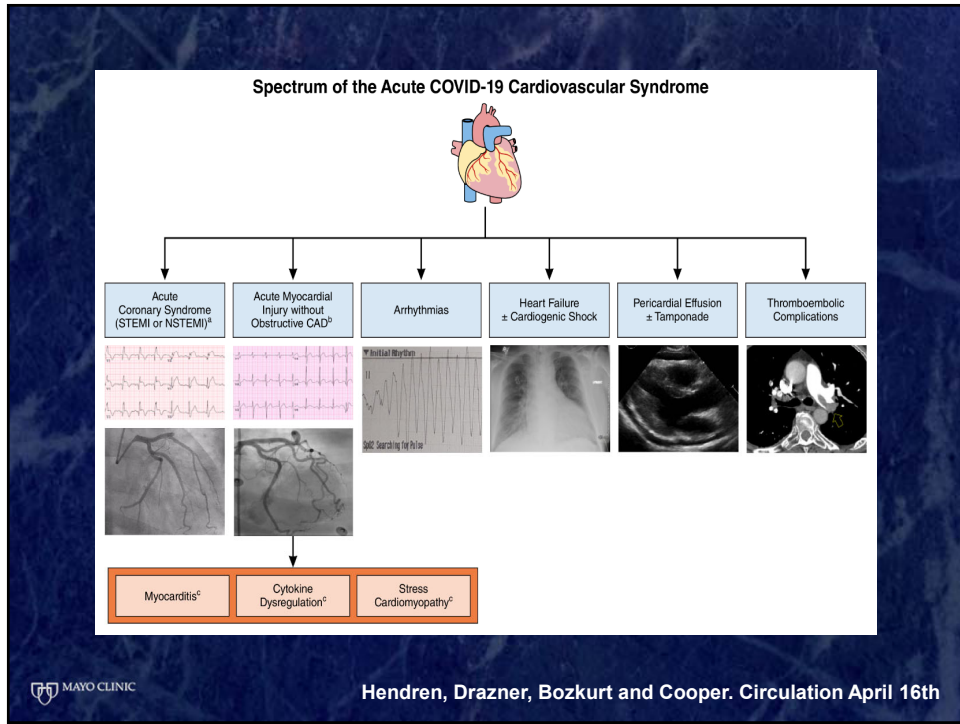 Spectrum of the Acute COVID-19 Cardiovascular Syndrome
Acute
Coronary Syndrome
(STEMI or NSTEMI)ᵃ
Acute Myocardial
Injury without
Obstructive CADᵇ
Arrhythmias
Heart Failure
± Cardiogenic Shock
Pericardial Effusion
± Tamponade
Thromboembolic
Complications
▼Initial Rhythm
II
SpO2 Searching for Pulse
Myocarditisᶜ
Cytokine
Dysregulationᶜ
Stress
Cardiomyopathyᶜ
MAYO CLINIC
Hendren, Drazner, Bozkurt and Cooper. Circulation April 16th